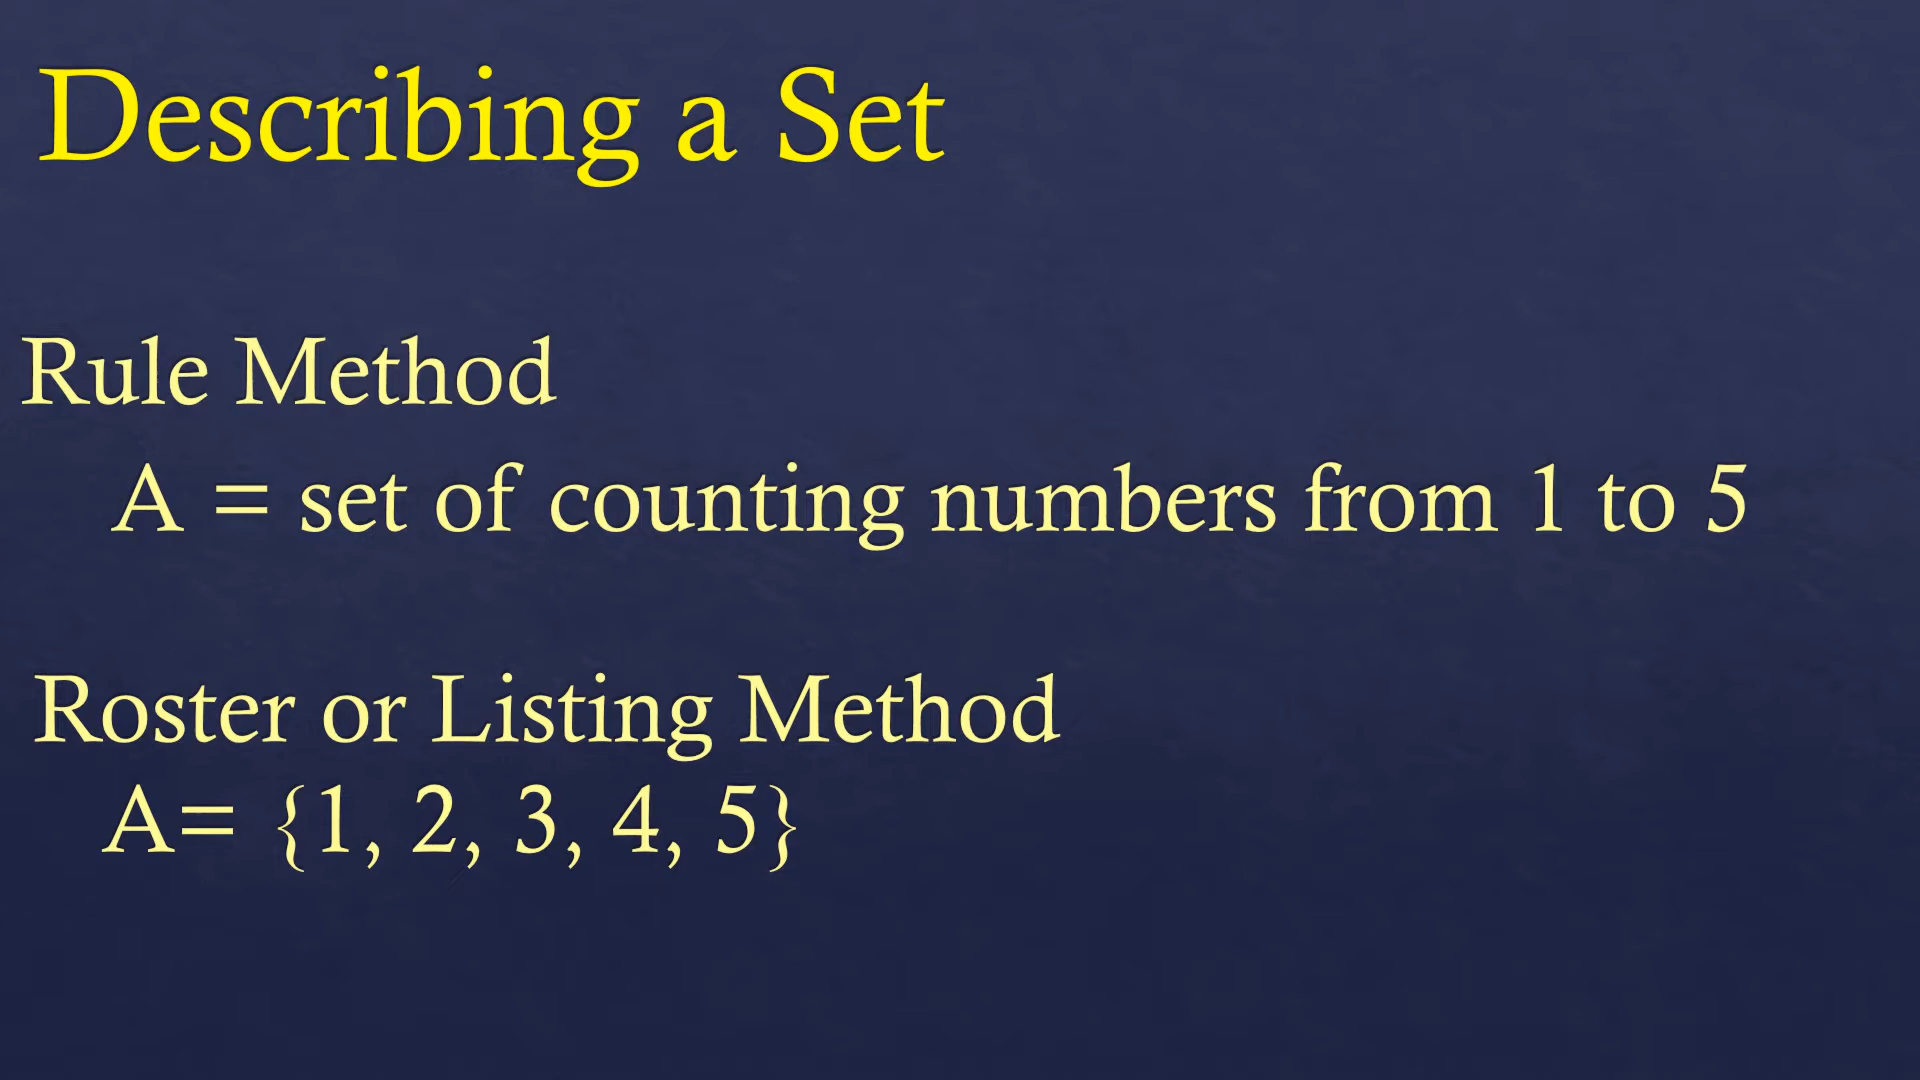 Describing a Set
Rule Method
A = set of counting numbers from 1 to 5
Roster or Listing Method
A= {1, 2, 3, 4, 5}